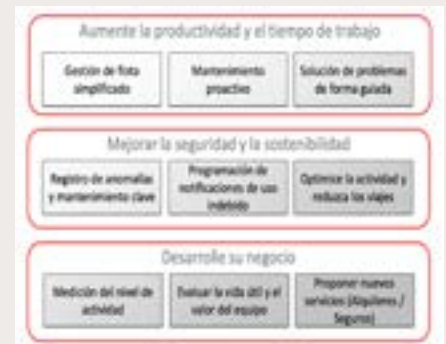 Aumente la productividad y el tiempo de trabajo
Gestión de flota
simplificado
Mantenimiento
proactivo
Solución de problemas
de forma guiada
Mejorar la seguridad y la sostenibilidad
Registro de anomalías
y mantenimiento clave
Programación de
notificaciones de uso
indebido
Optimice la actividad y
reduzca los viajes
Desarrolle su negocio
Medición del nivel de
actividad
Evaluar la vida útil y el
valor del equipo
Proponer nuevos
servicios (Alquileres /
Seguros)